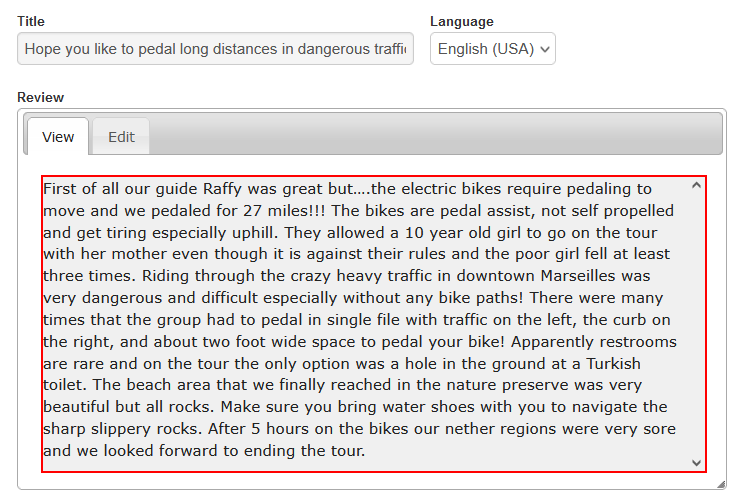 Title
Language
Hope you like to pedal long distances in dangerous traffic
English (USA)
Review
View
Edit
First of all our guide Raffy was great but....the electric bikes require pedaling to
move and we pedaled for 27 miles!!! The bikes are pedal assist, not self propelled
and get tiring especially uphill. They allowed a 10 year old girl to go on the tour
with her mother even though it is against their rules and the poor girl fell at least
three times. Riding through the crazy heavy traffic in downtown Marseilles was
very dangerous and difficult especially without any bike paths! There were many
times that the group had to pedal in single file with traffic on the left, the curb on
the right, and about two foot wide space to pedal your bike! Apparently restrooms
are rare and on the tour the only option was a hole in the ground at a Turkish
toilet. The beach area that we finally reached in the nature preserve was very
beautiful but all rocks. Make sure you bring water shoes with you to navigate the
sharp slippery rocks. After 5 hours on the bikes our nether regions were very sore
and we looked forward to ending the tour.